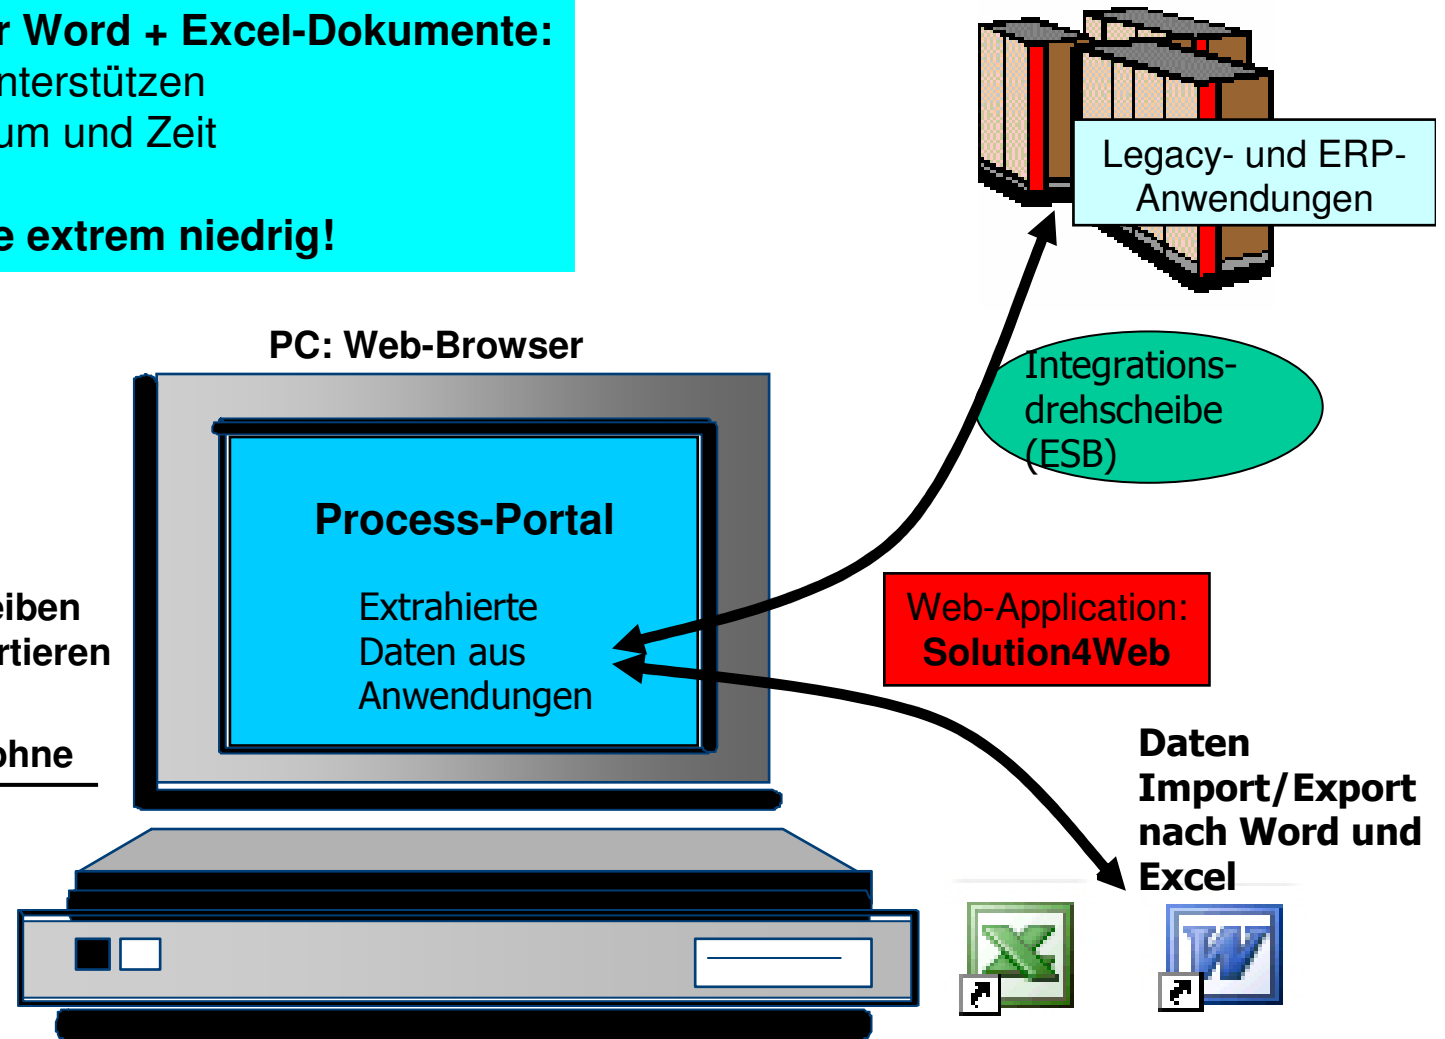 r Word + Excel-Dokumente:
nterstützen
um und Zeit
e extrem niedrig!
Legacy- und ERP-
Anwendungen
PC: Web-Browser
Integrations-
drehscheibe
(ESB)
Process-Portal
Extrahierte
Daten aus
Anwendungen
eiben
rtieren
ohne
Web-Application:
Solution4Web
Daten
Import/Export
nach Word und
Excel